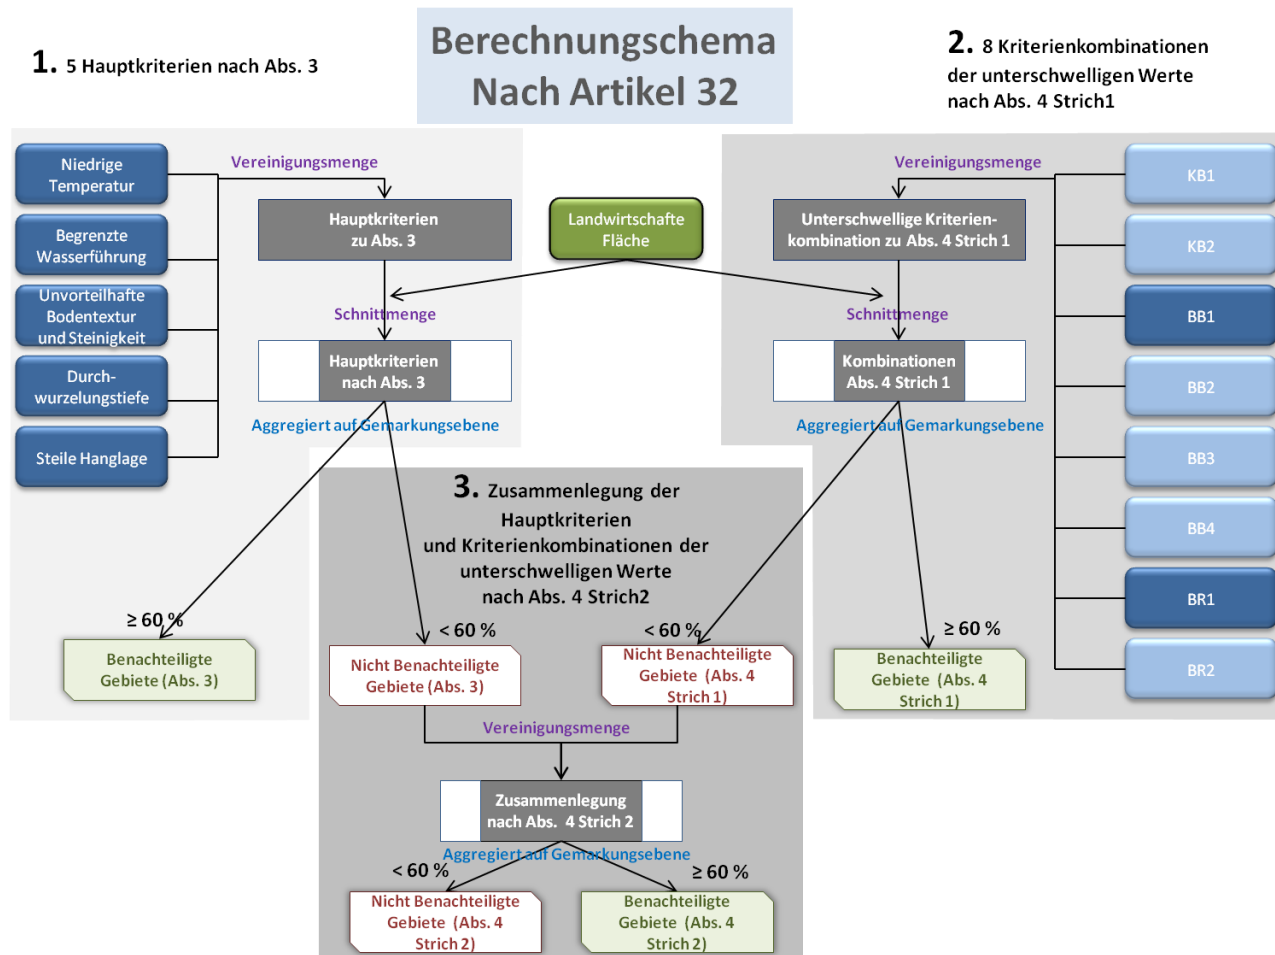 Berechnungschema
Nach Artikel 32
1. 5 Hauptkriterien nach Abs. 3
2. 8 Kriterienkombinationen
der unterschwelligen Werte
nach Abs. 4 Strich1
Niedrige
Temperatur
Begrenzte
Wasserführung
Unvorteilhafte
Bodentextur
und Steinigkeit
Durch-
wurzelungstiefe
Steile Hanglage
Vereinigungsmenge
Hauptkriterien
zu Abs. 3
Schnittmenge
Hauptkriterien
nach Abs. 3
Aggregiert auf Gemarkungsebene
Landwirtschafte
Fläche
Vereinigungsmenge
Unterschwellige Kriterien-
kombination zu Abs. 4 Strich 1
Schnittmenge
Kombinationen
Abs. 4 Strich 1
Aggregiert auf Gemarkungsebene
KB1
KB2
BB1
BB2
BB3
BB4
BR1
BR2
3. Zusammenlegung der
Hauptkriterien
und Kriterienkombinationen der
unterschwelligen Werte
nach Abs. 4 Strich2
≥ 60 %
Benachteiligte
Gebiete (Abs. 3)
< 60 %
Nicht Benachteiligte
Gebiete (Abs. 3)
< 60 %
Nicht Benachteiligte
Gebiete (Abs. 4
Strich 1)
≥ 60 %
Benachteiligte
Gebiete (Abs. 4
Strich 1)
Vereinigungsmenge
Zusammenlegung
nach Abs. 4 Strich 2
Aggregiert auf Gemarkungsebene
< 60 %
Nicht Benachteiligte
Gebiete (Abs. 4
Strich 2)
≥ 60 %
Benachteiligte
Gebiete (Abs. 4
Strich 2)